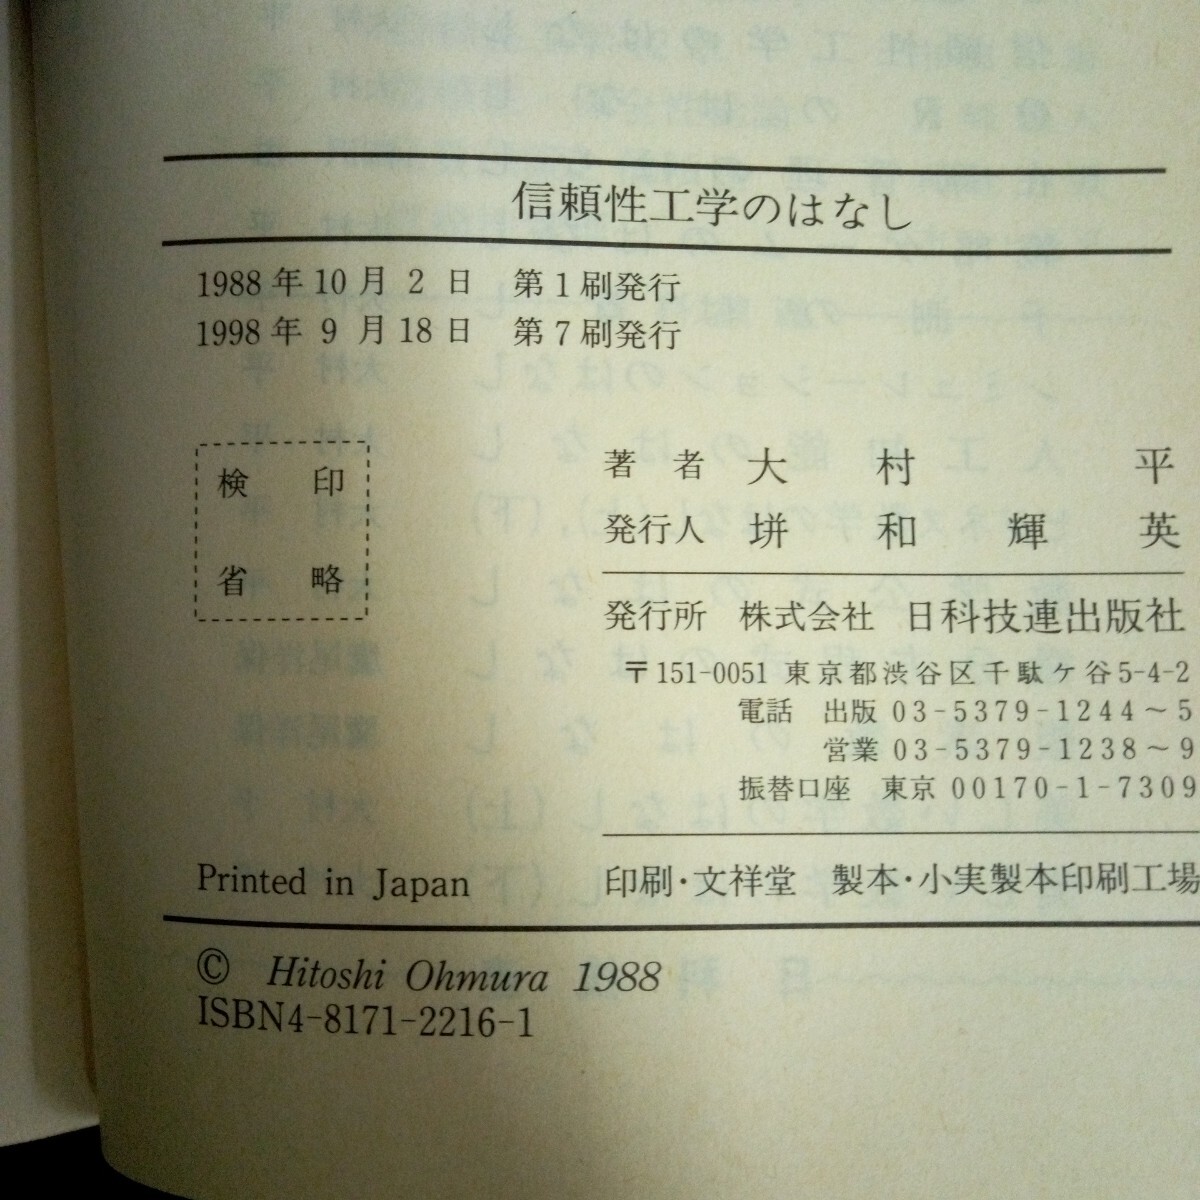 信頼性工学のはなし
1988年10月2日 第1刷発行
1998年9月18日 第7刷発行
検印
省略
著者 大村平
発行人 垪和輝英
発行所 株式会社 日科技連出版社
〒151-0051 東京都渋谷区千駄ケ谷5-4-2
電話 出版 03-5379-1244~5
営業 03-5379-1238~9
振替口座 東京 00170-1-7309
Printed in Japan
印刷・文祥堂 製本・小実製本印刷工場
© Hitoshi Ohmura 1988
ISBN4-8171-2216-1